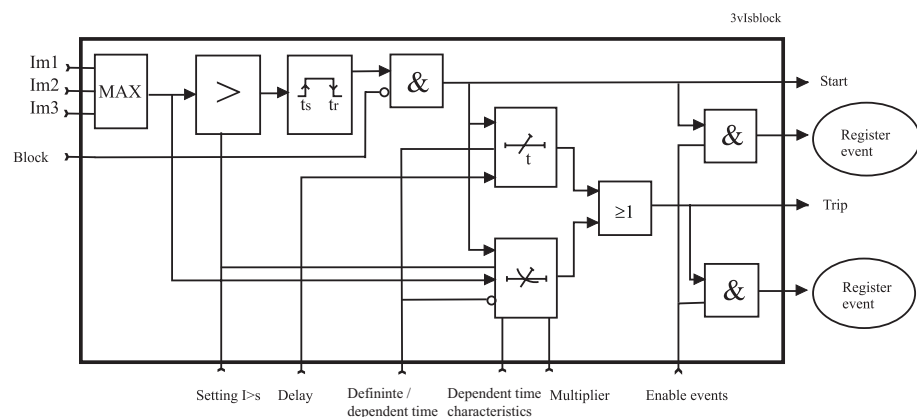 3vIsblock
Im1
Im2
Im3
MAX
>
ts tr
&
Start
Block
t
&
Register
event
≥1
Trip
&
Register
event
Setting I>s
Delay
Defininte /
dependent time
Dependent time
characteristics
Multiplier
Enable events